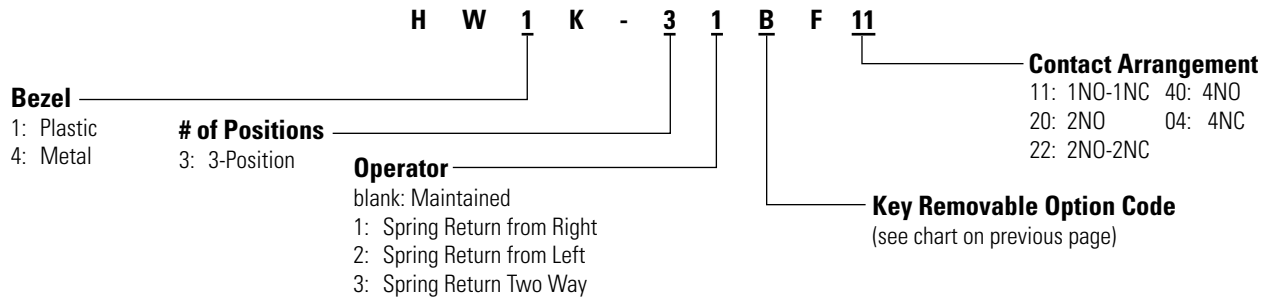 H W 1 K - 3 1 B F 11
Bezel
1: Plastic
4: Metal
# of Positions
3: 3-Position
Operator
blank: Maintained
1: Spring Return from Right
2: Spring Return from Left
3: Spring Return Two Way
Contact Arrangement
11: 1NO-1NC 40: 4NO
20: 2NO 04: 4NC
22: 2NO-2NC
Key Removable Option Code
(see chart on previous page)